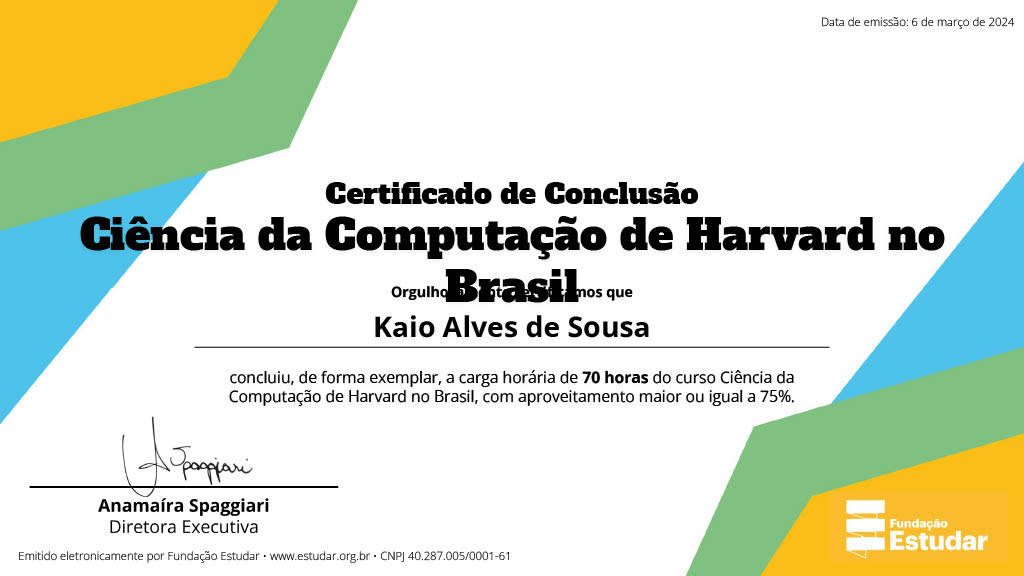 Data de emissão: 6 de março de 2024
Certificado de Conclusão
Ciência da Computação de Harvard no
Brasil
Orgulhosamente certificamos que
Kaio Alves de Sousa
concluiu, de forma exemplar, a carga horária de 70 horas do curso Ciência da
Computação de Harvard no Brasil, com aproveitamento maior ou igual a 75%.
Spaggiari
Anamaíra Spaggiari
Diretora Executiva
Fundação
Estudar
Emitido eletronicamente por Fundação Estudar • www.estudar.org.br • CNPJ 40.287.005/0001-61